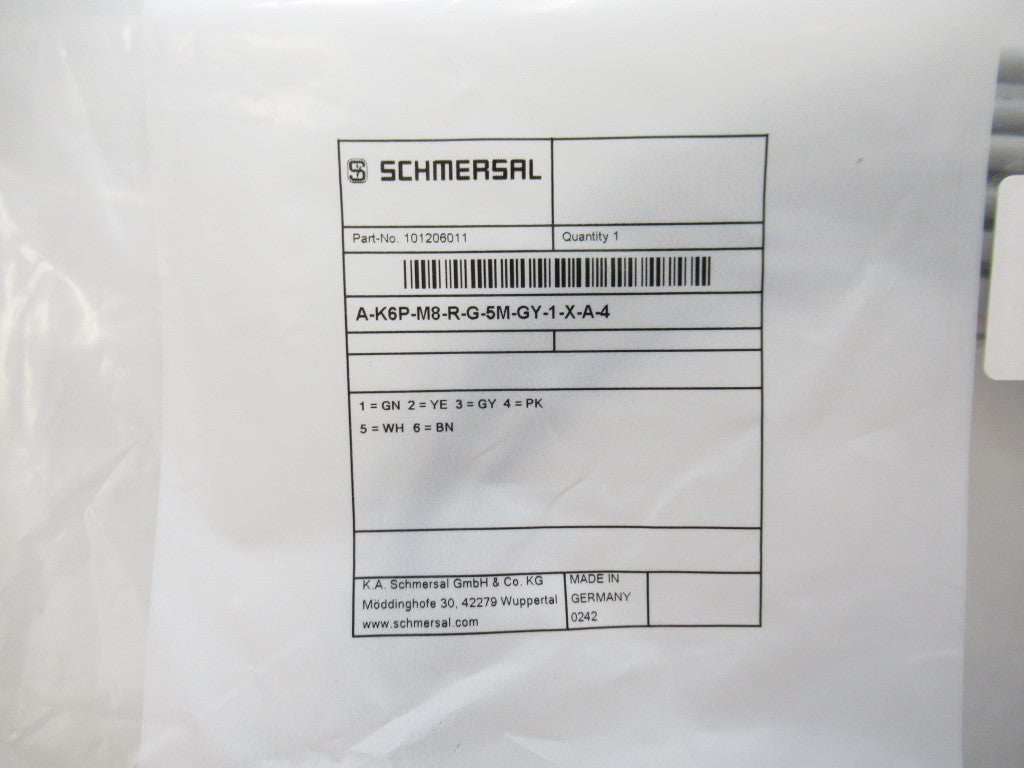 S SCHMERSAL
Part-No. 101206011
Quantity 1
A-K6P-M8-R-G-5M-GY-1-X-A-4
1 = GN 2 = YE 3 = GY 4 = PK
5 = WH 6 = BN
K.A. Schmersal GmbH & Co. KG
Möddinghofe 30, 42279 Wuppertal
www.schmersal.com
MADE IN
GERMANY
0242